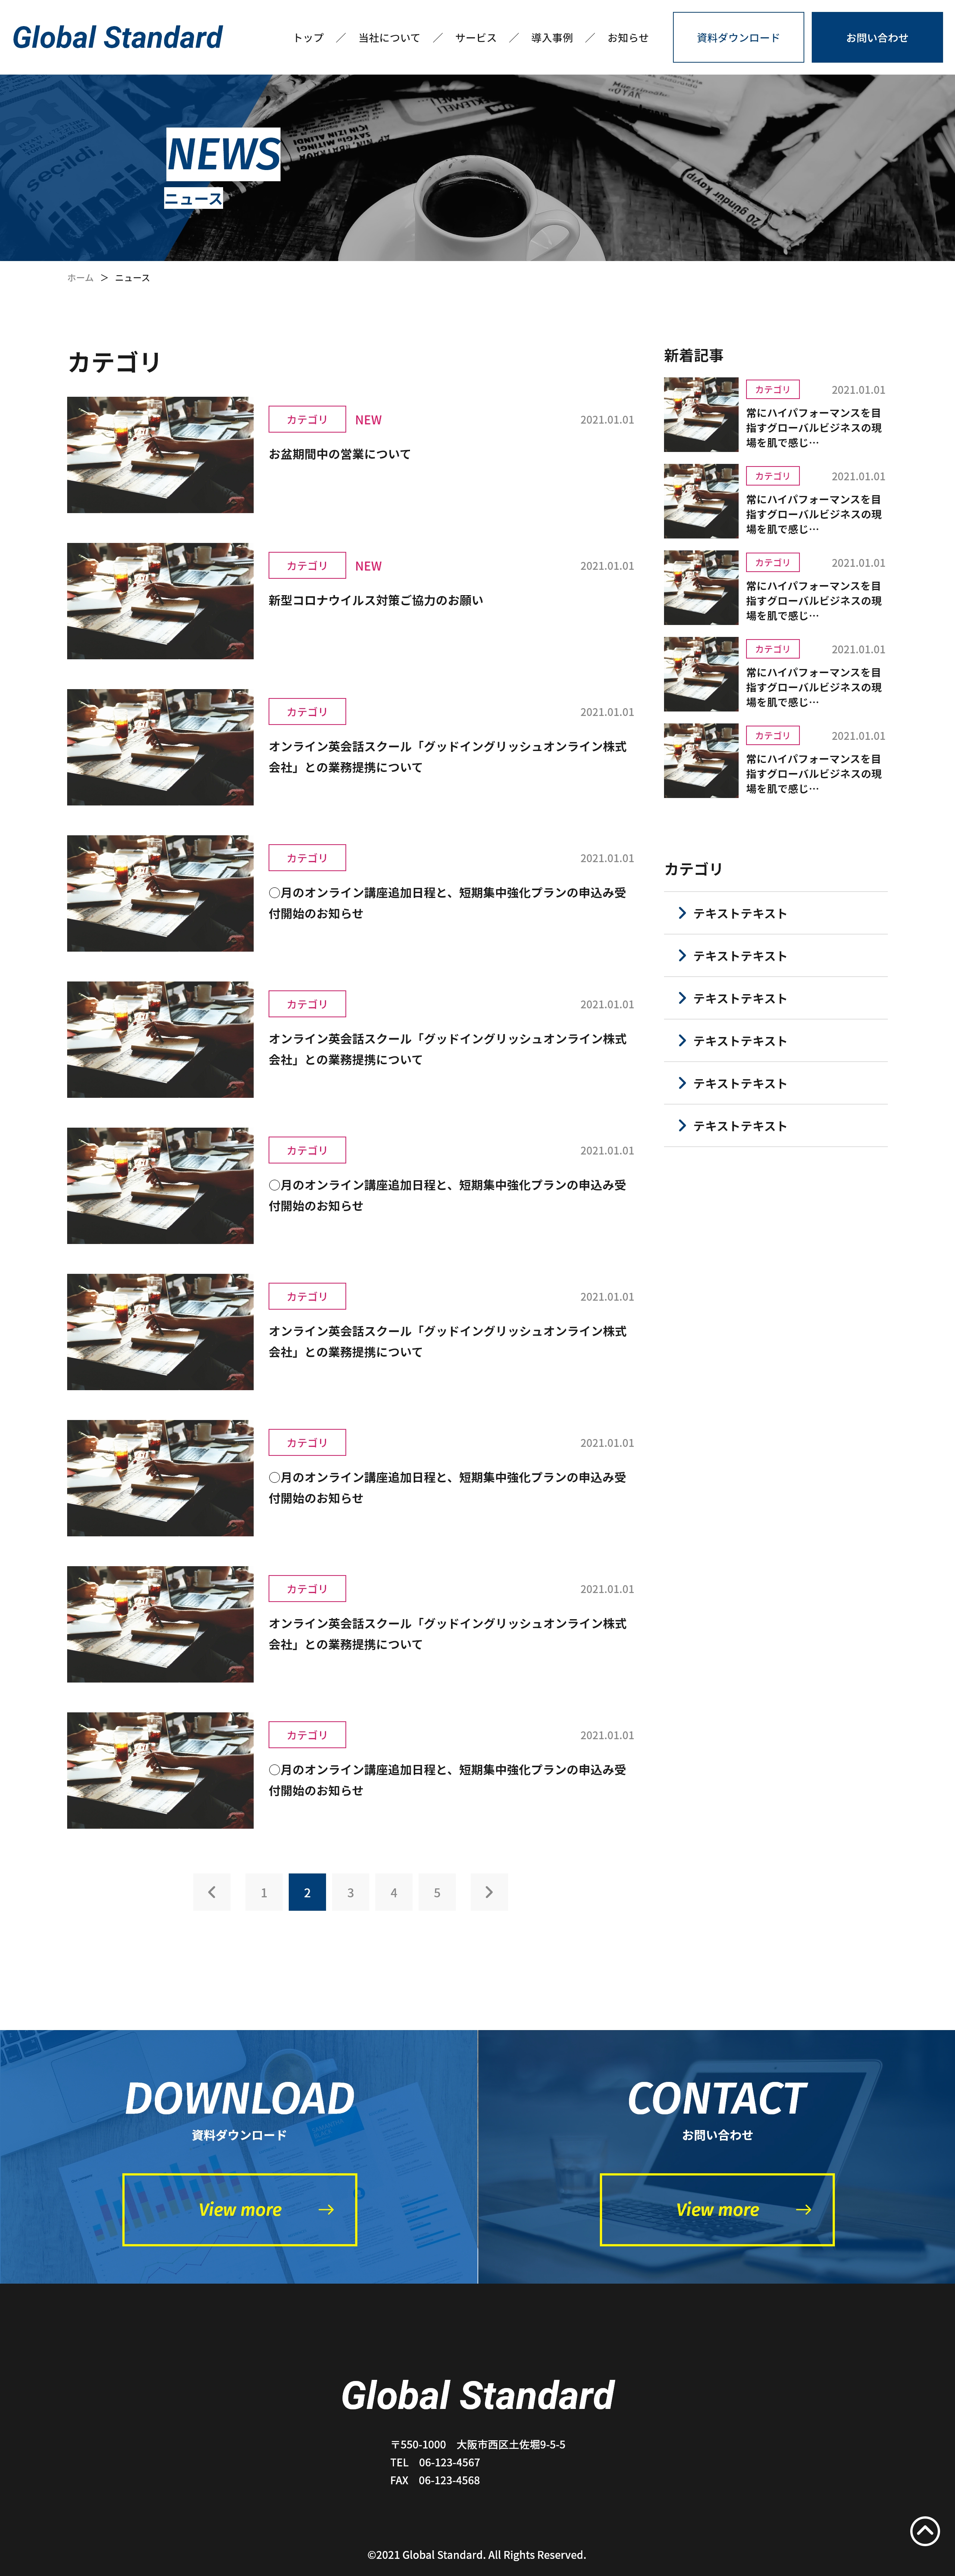 Global Standard
トップ ／ 当社について ／ サービス ／ 導入事例 ／ お知らせ
資料ダウンロード
お問い合わせ
NEWS
ニュース
ホーム ＞ ニュース
カテゴリ
カテゴリ NEW 2021.01.01
お盆期間中の営業について
カテゴリ NEW 2021.01.01
新型コロナウイルス対策ご協力のお願い
カテゴリ 2021.01.01
オンライン英会話スクール「グッドイングリッシュオンライン株式
会社」との業務提携について
カテゴリ 2021.01.01
〇月のオンライン講座追加日程と、短期集中強化プランの申込み受
付開始のお知らせ
カテゴリ 2021.01.01
オンライン英会話スクール「グッドイングリッシュオンライン株式
会社」との業務提携について
カテゴリ 2021.01.01
〇月のオンライン講座追加日程と、短期集中強化プランの申込み受
付開始のお知らせ
カテゴリ 2021.01.01
オンライン英会話スクール「グッドイングリッシュオンライン株式
会社」との業務提携について
カテゴリ 2021.01.01
〇月のオンライン講座追加日程と、短期集中強化プランの申込み受
付開始のお知らせ
カテゴリ 2021.01.01
オンライン英会話スクール「グッドイングリッシュオンライン株式
会社」との業務提携について
カテゴリ 2021.01.01
〇月のオンライン講座追加日程と、短期集中強化プランの申込み受
付開始のお知らせ
1 2 3 4 5
新着記事
カテゴリ 2021.01.01
常にハイパフォーマンスを目
指すグローバルビジネスの現
場を肌で感じ…
カテゴリ 2021.01.01
常にハイパフォーマンスを目
指すグローバルビジネスの現
場を肌で感じ…
カテゴリ 2021.01.01
常にハイパフォーマンスを目
指すグローバルビジネスの現
場を肌で感じ…
カテゴリ 2021.01.01
常にハイパフォーマンスを目
指すグローバルビジネスの現
場を肌で感じ…
カテゴリ 2021.01.01
常にハイパフォーマンスを目
指すグローバルビジネスの現
場を肌で感じ…
カテゴリ
テキストテキスト
テキストテキスト
テキストテキスト
テキストテキスト
テキストテキスト
テキストテキスト
DOWNLOAD
資料ダウンロード
View more
CONTACT
お問い合わせ
View more
Global Standard
〒550-1000　大阪市西区土佐堀9-5-5
TEL　06-123-4567
FAX　06-123-4568
©2021 Global Standard. All Rights Reserved.